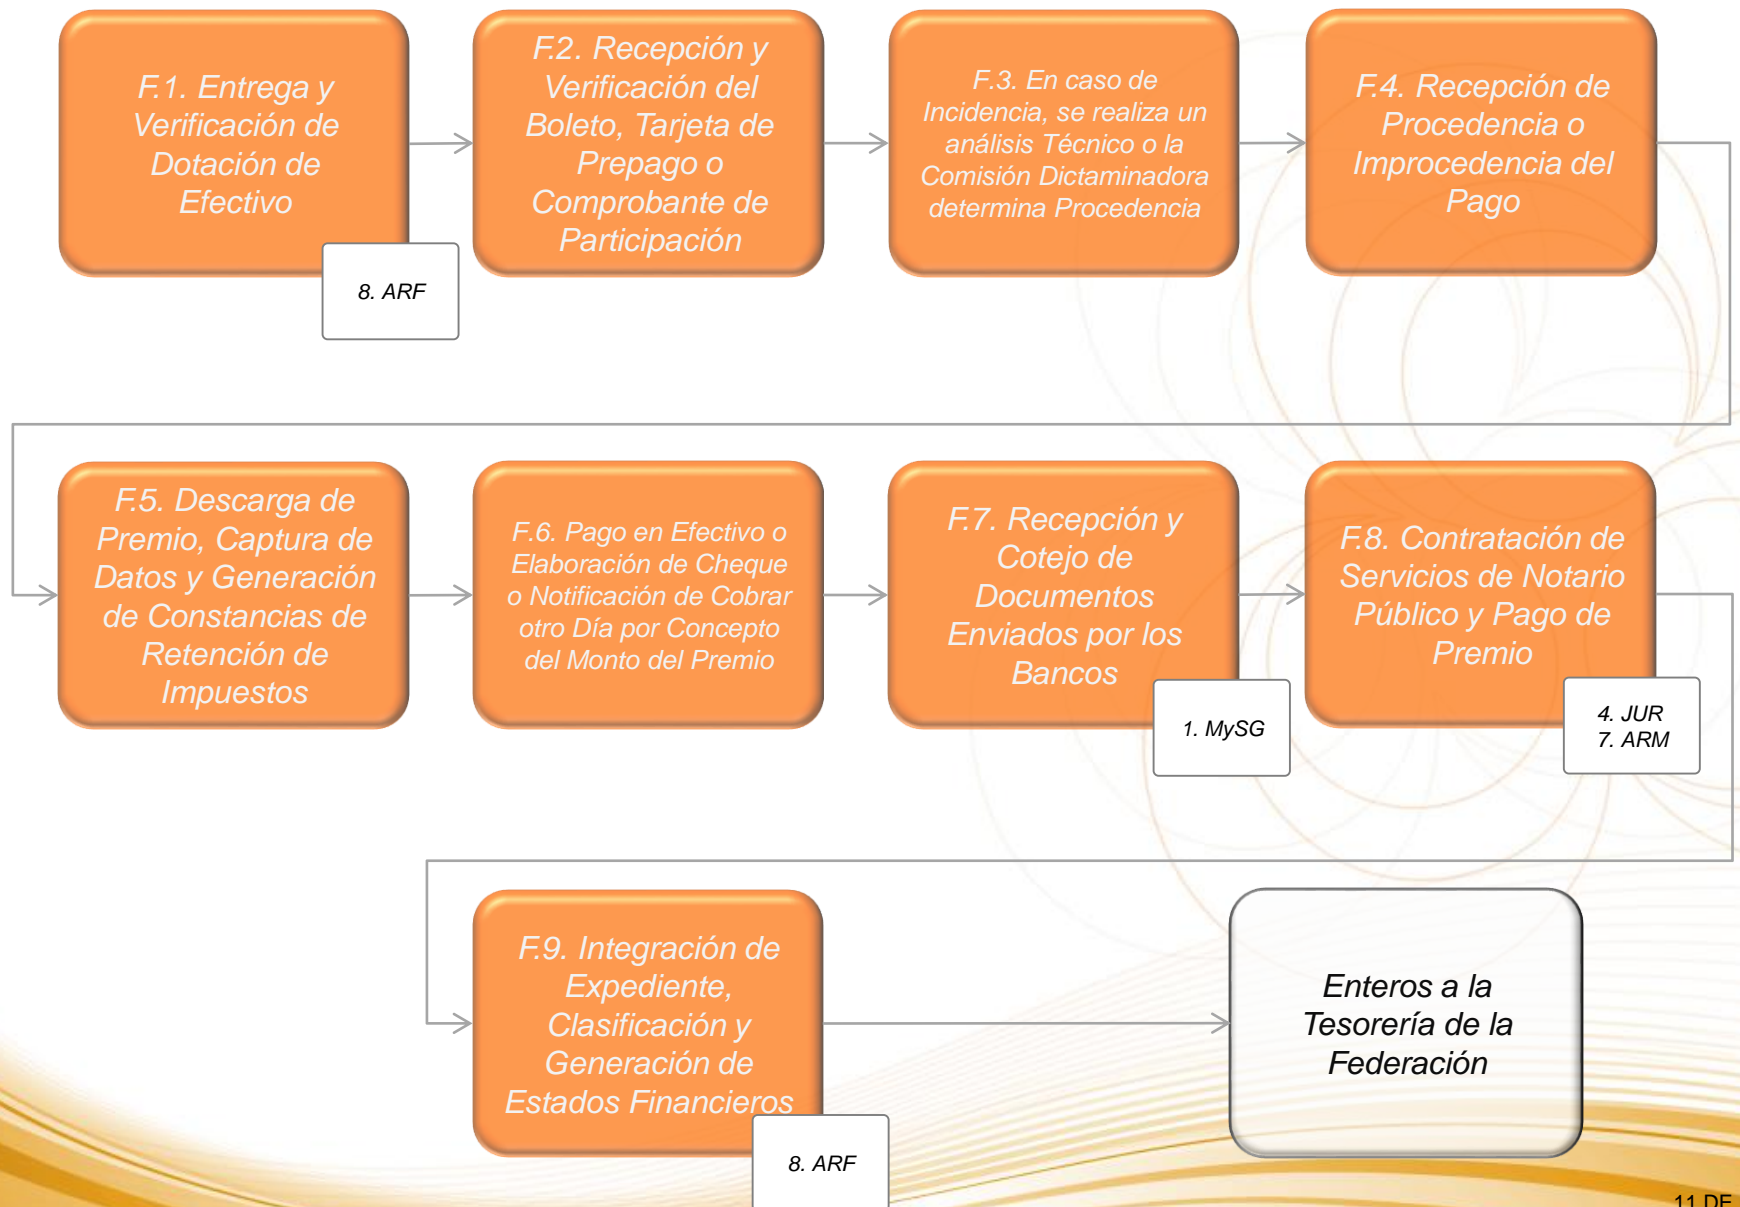 F.1. Entrega y
Verificación de
Dotación de
Efectivo
8. ARF
F.2. Recepción y
Verificación del
Boleto, Tarjeta de
Prepago o
Comprobante de
Participación
F.3. En caso de
Incidencia, se realiza un
análisis Técnico o la
Comisión Dictaminadora
determina Procedencia
F.4. Recepción de
Procedencia o
Improcedencia del
Pago
F.5. Descarga de
Premio, Captura de
Datos y Generación
de Constancias de
Retención de
Impuestos
F.6. Pago en Efectivo o
Elaboración de Cheque
o Notificación de Cobrar
otro Día por Concepto
del Monto del Premio
F.7. Recepción y
Cotejo de
Documentos
Enviados por los
Bancos
1. MySG
F.8. Contratación de
Servicios de Notario
Público y Pago de
Premio
4. JUR
7. ARM
F.9. Integración de
Expediente,
Clasificación y
Generación de
Estados Financieros
8. ARF
Enteros a la
Tesorería de la
Federación
11 DE